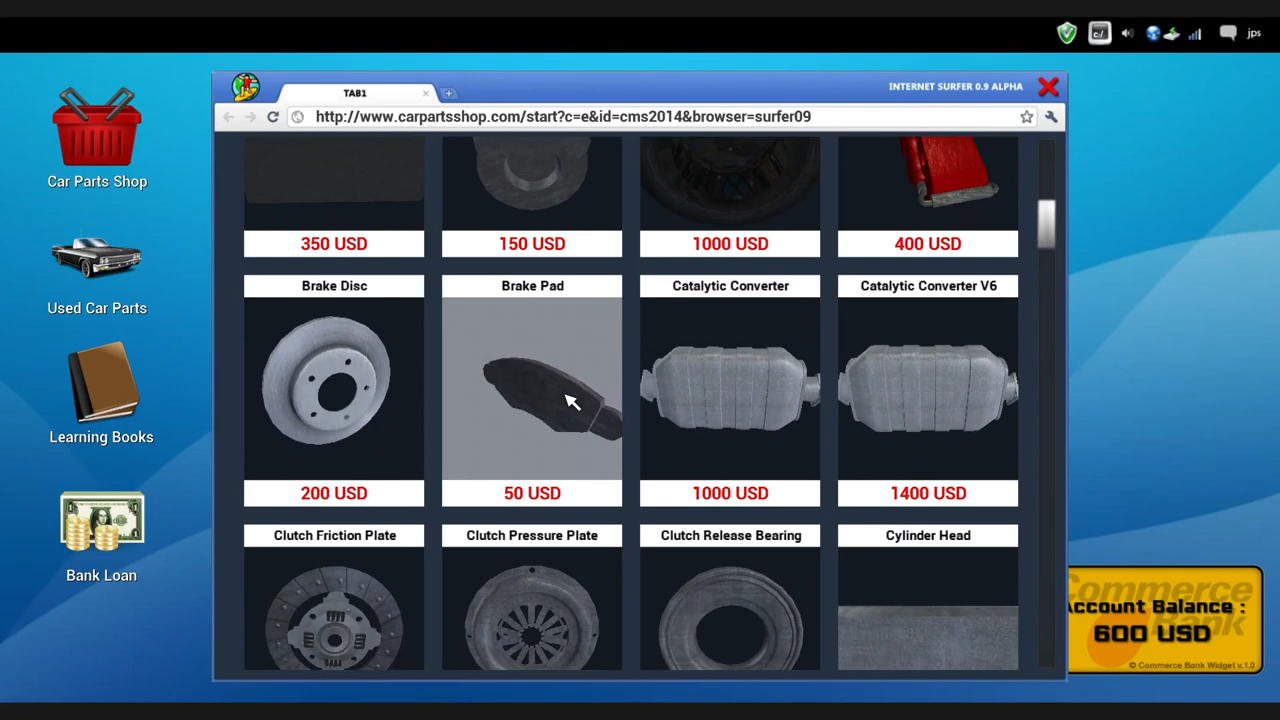 c:/
jps
TAB1
INTERNET SURFER 0.9 ALPHA
http://www.carpartsshop.com/start?c=e&id=cms2014&browser=surfer09
Car Parts Shop
Used Car Parts
Learning Books
Bank Loan
350 USD
150 USD
1000 USD
400 USD
Brake Disc
Brake Pad
Catalytic Converter
Catalytic Converter V6
200 USD
50 USD
1000 USD
1400 USD
Clutch Friction Plate
Clutch Pressure Plate
Clutch Release Bearing
Cylinder Head
Commerce
Bank
Account Balance :
600 USD
© Commerce Bank Widget v.1.0